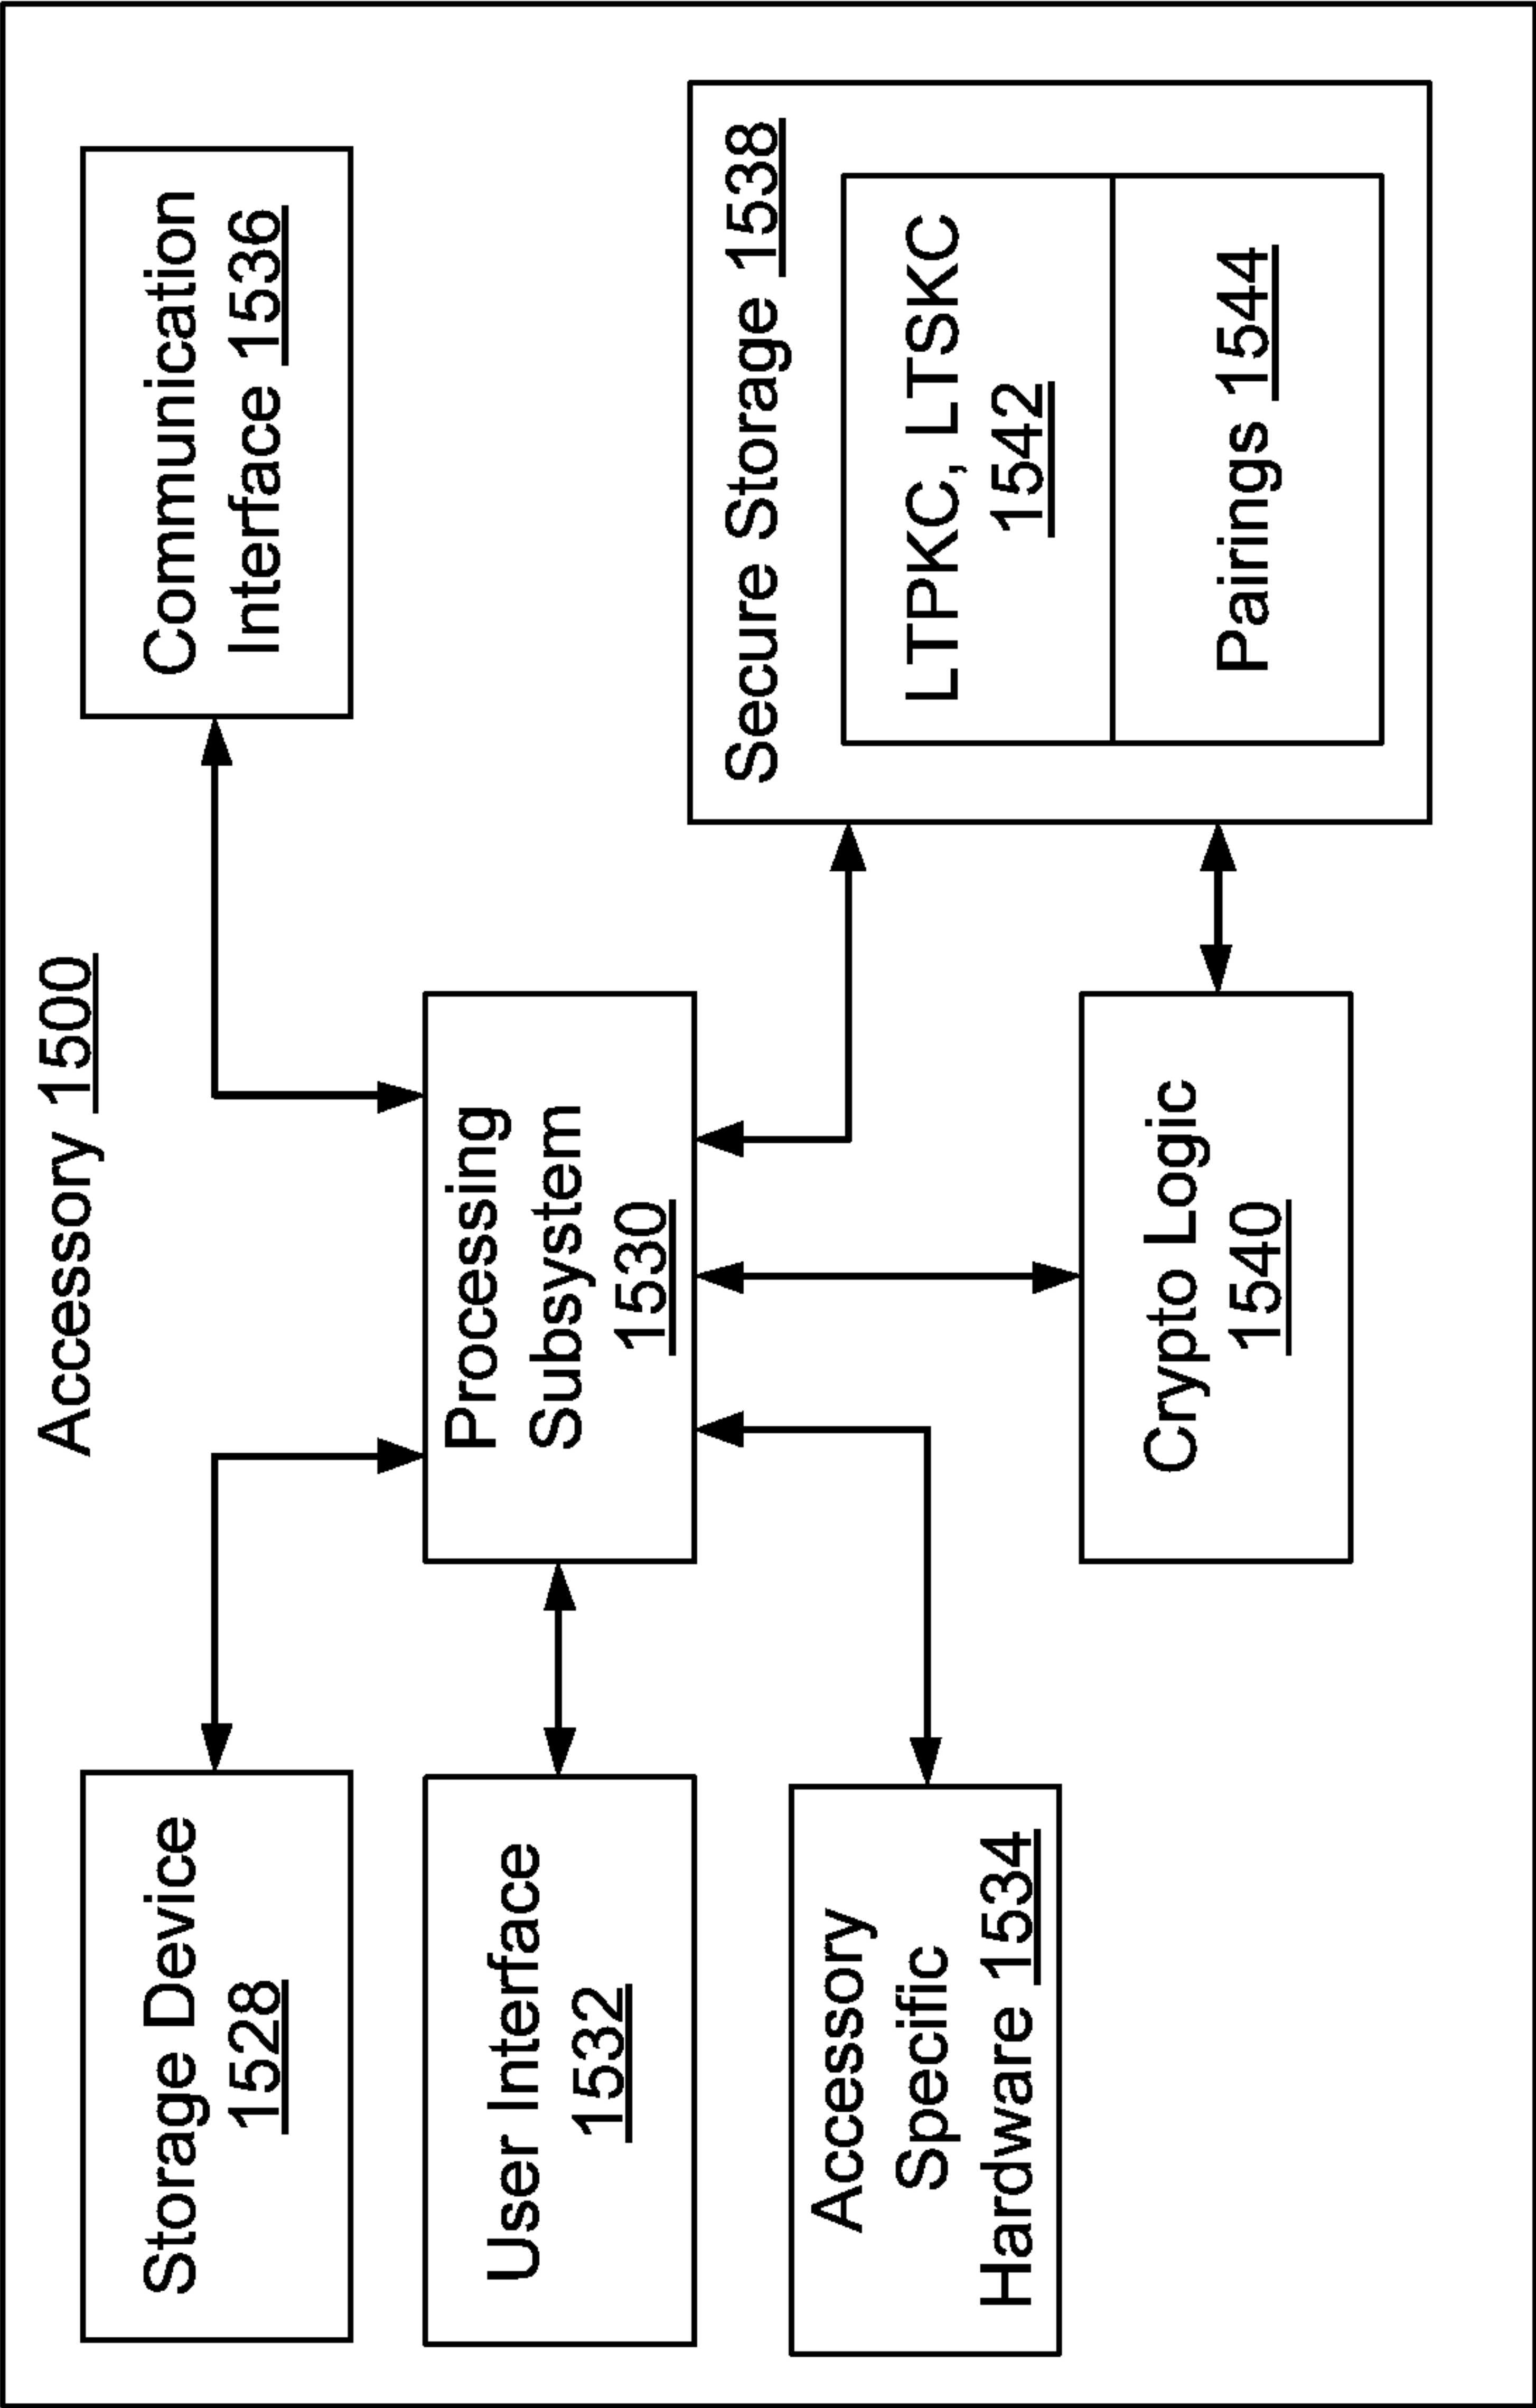 Accessory 1500
Storage Device
1528
Communication
Interface 1536
User Interface
1532
Processing
Subsystem
1530
Accessory
Specific
Hardware 1534
Secure Storage 1538
LTPKC, LTSKC
1542
Pairings 1544
Crypto Logic
1540